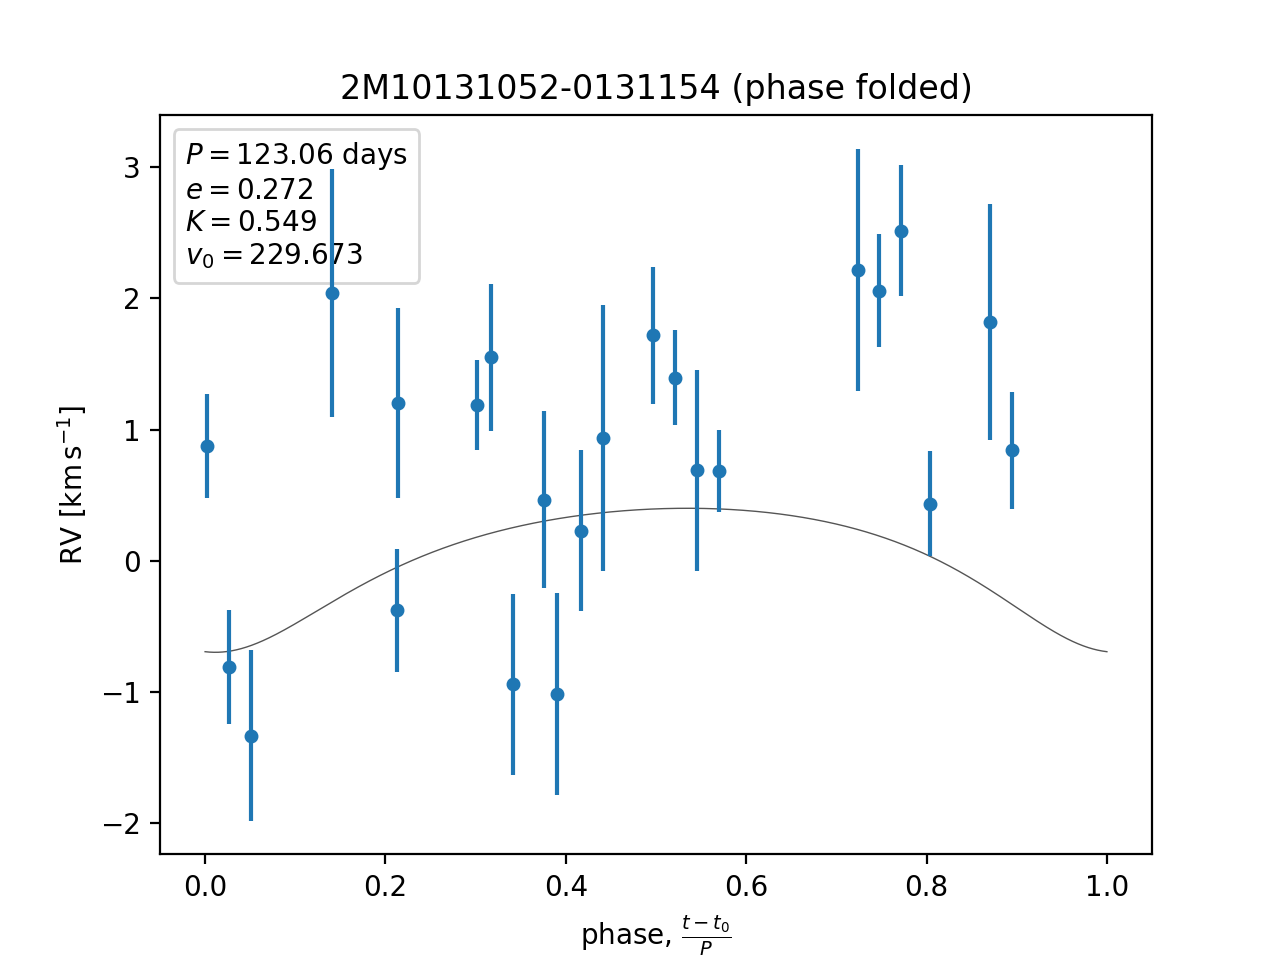 2M10131052-0131154 (phase folded)
P = 123.06 days
e = 0.272
K = 0.549
v₀ = 229.673
3
2
1
0
−1
−2
RV [km s⁻¹]
0.0 0.2 0.4 0.6 0.8 1.0
phase, (t − t₀)/P